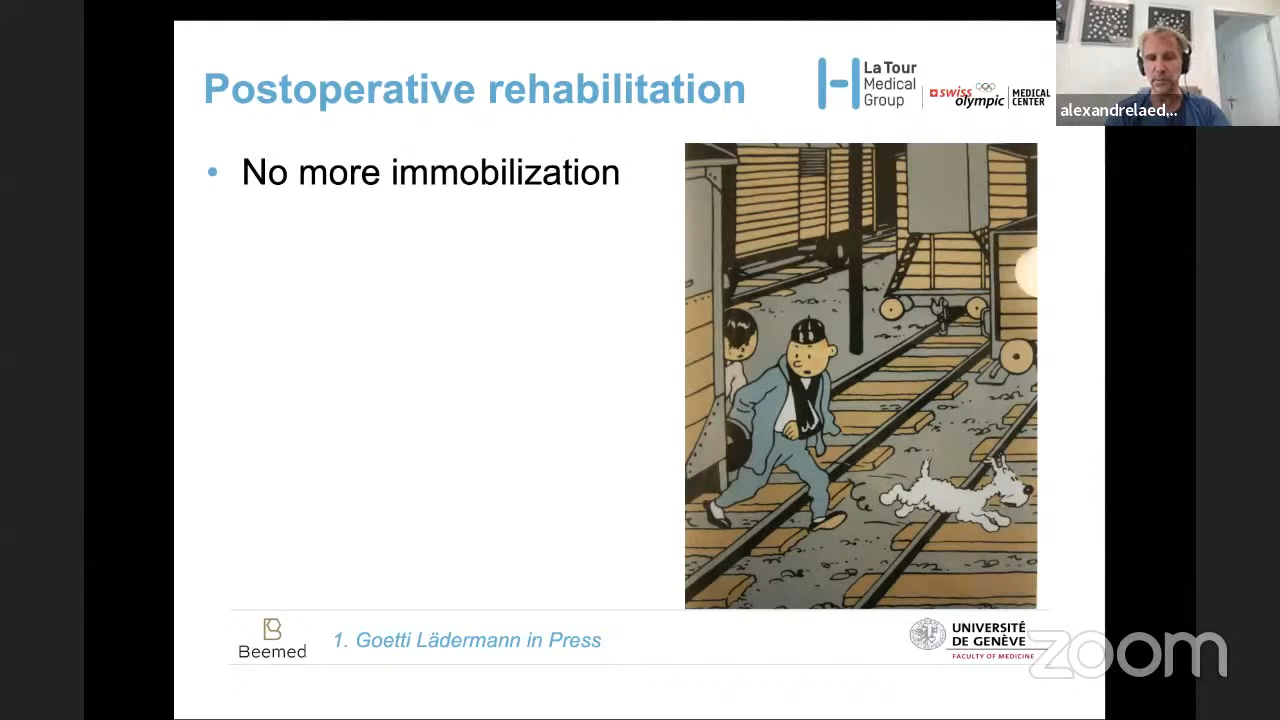 Postoperative rehabilitation
La Tour
Medical
Group
swiss
olympic
MEDICAL
CENTER
alexandrelaed,...
• No more immobilization
Beemed
1. Goetti Lädermann in Press
UNIVERSITÉ
DE GENÈVE
FACULTY OF MEDICINE
zoom